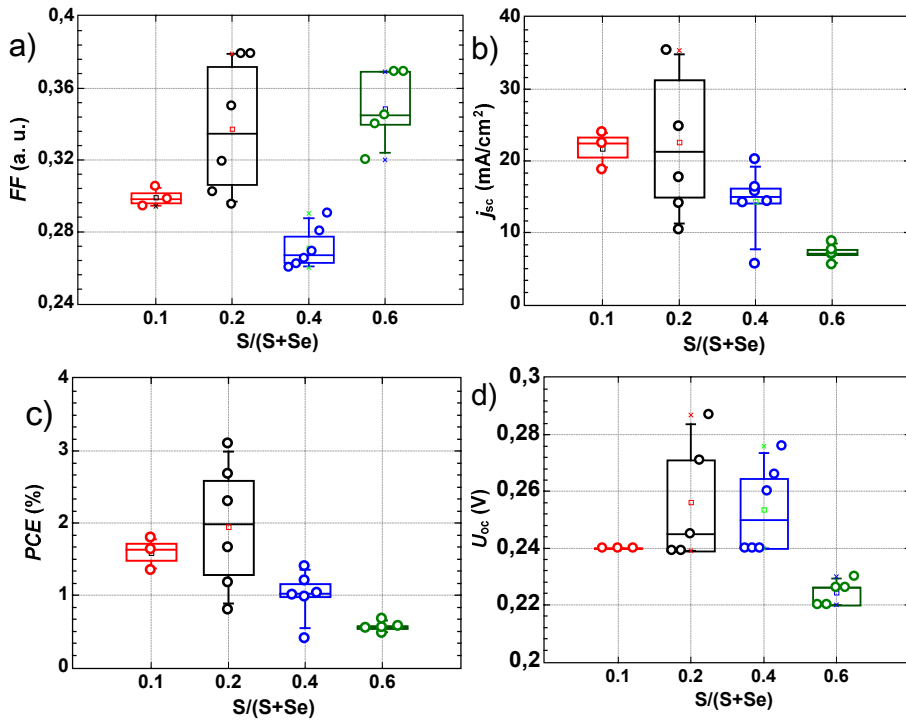 a)
0,4
0,36
0,32
0,28
0,24
FF (a. u.)
0.1 0.2 0.4 0.6
S/(S+Se)
b)
40
30
20
10
0
jsc (mA/cm²)
0.1 0.2 0.4 0.6
S/(S+Se)
c)
4
3
2
1
0
PCE (%)
0.1 0.2 0.4 0.6
S/(S+Se)
d)
0,3
0,28
0,26
0,24
0,22
0,2
Uoc (V)
0.1 0.2 0.4 0.6
S/(S+Se)